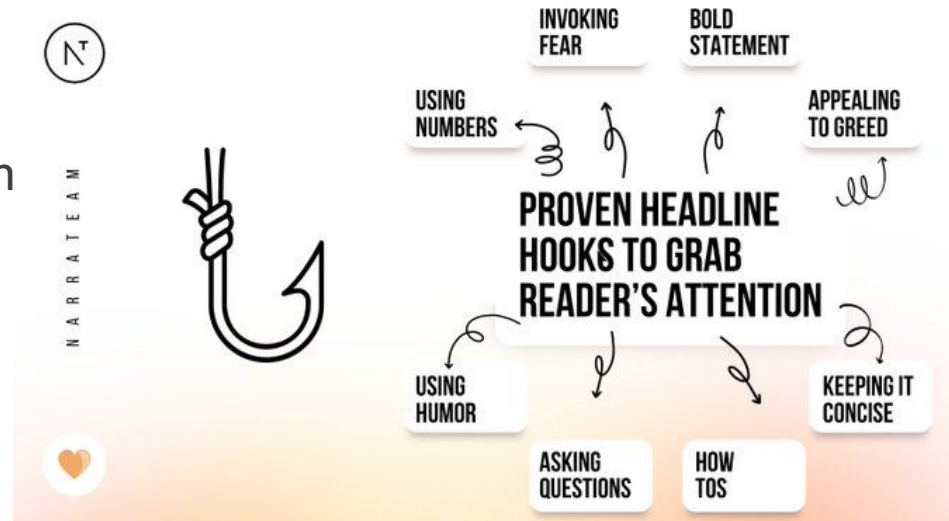 NT
n
NARRATEAM
INVOKING
FEAR
BOLD
STATEMENT
USING
NUMBERS
APPEALING
TO GREED
PROVEN HEADLINE
HOOKS TO GRAB
READER'S ATTENTION
USING
HUMOR
KEEPING IT
CONCISE
ASKING
QUESTIONS
HOW
TOS